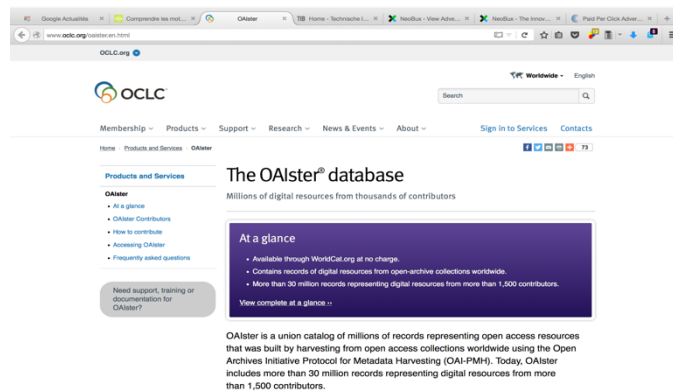 Google Actualités
Comprendre les mot...
OAIster
TIB Home - Technische I...
NeoBux - View Adve...
NeoBux - The Innov...
Paid Per Click Adver...
www.oclc.org/oaister.en.html
OCLC.org
Worldwide
English
OCLC
Search
Membership
Products
Support
Research
News & Events
About
Sign in to Services
Contacts
Home
Products and Services
OAIster
73
Products and Services
OAIster
• At a glance
• OAIster Contributors
• How to contribute
• Accessing OAIster
• Frequently asked questions
Need support, training or
documentation for
OAIster?
The OAIster® database
Millions of digital resources from thousands of contributors
At a glance
• Available through WorldCat.org at no charge.
• Contains records of digital resources from open-archive collections worldwide.
• More than 30 million records representing digital resources from more than 1,500 contributors.
View complete at a glance ››
OAIster is a union catalog of millions of records representing open access resources
that was built by harvesting from open access collections worldwide using the Open
Archives Initiative Protocol for Metadata Harvesting (OAI-PMH). Today, OAIster
includes more than 30 million records representing digital resources from more
than 1,500 contributors.